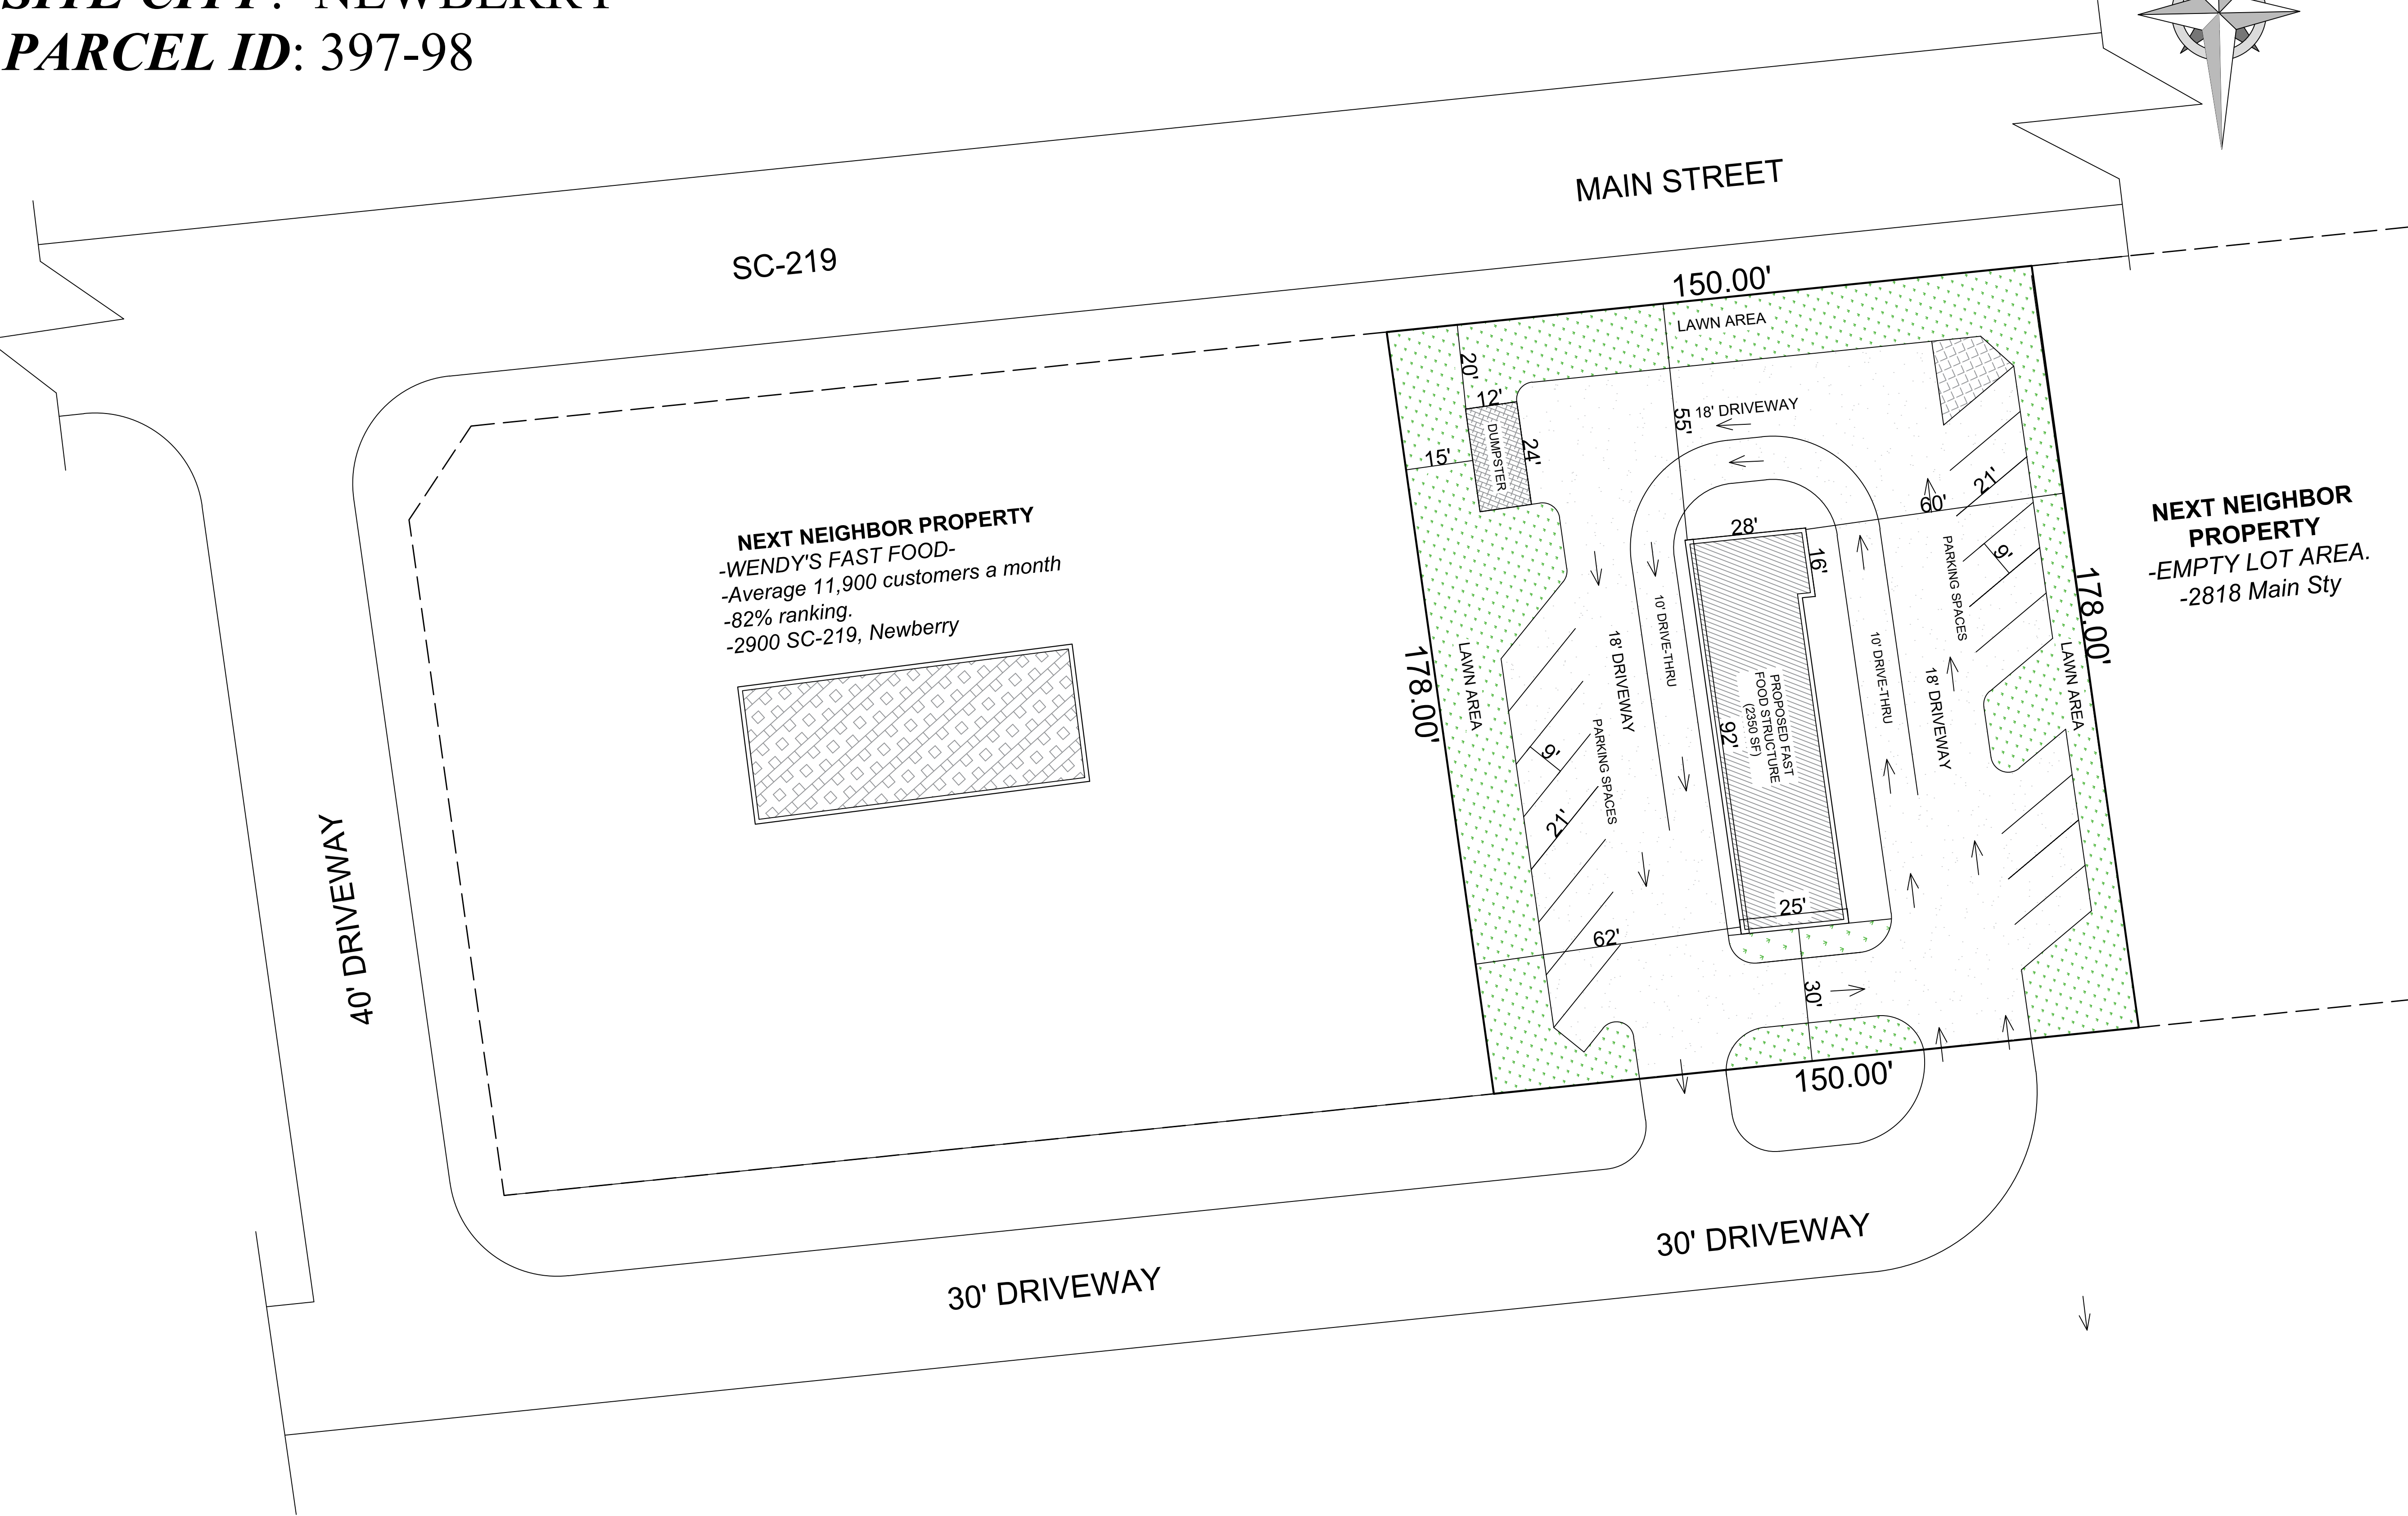 SITE CITY: NEWBERRY
PARCEL ID: 397-98
MAIN STREET
SC-219
150.00'
LAWN AREA
20'
12'
DUMPSTER
24'
15'
55'
18' DRIVEWAY
28'
16'
60'
21'
9'
PARKING SPACES
NEXT NEIGHBOR
PROPERTY
-EMPTY LOT AREA.
-2818 Main Sty
178.00'
LAWN AREA
NEXT NEIGHBOR PROPERTY
-WENDY'S FAST FOOD-
-Average 11,900 customers a month
-82% ranking.
-2900 SC-219, Newberry
178.00'
LAWN AREA
18' DRIVEWAY
10' DRIVE-THRU
PARKING SPACES
9'
21'
92'
PROPOSED FAST
FOOD STRUCTURE
(2350 SF)
10' DRIVE-THRU
18' DRIVEWAY
25'
62'
30'
150.00'
40' DRIVEWAY
30' DRIVEWAY
30' DRIVEWAY